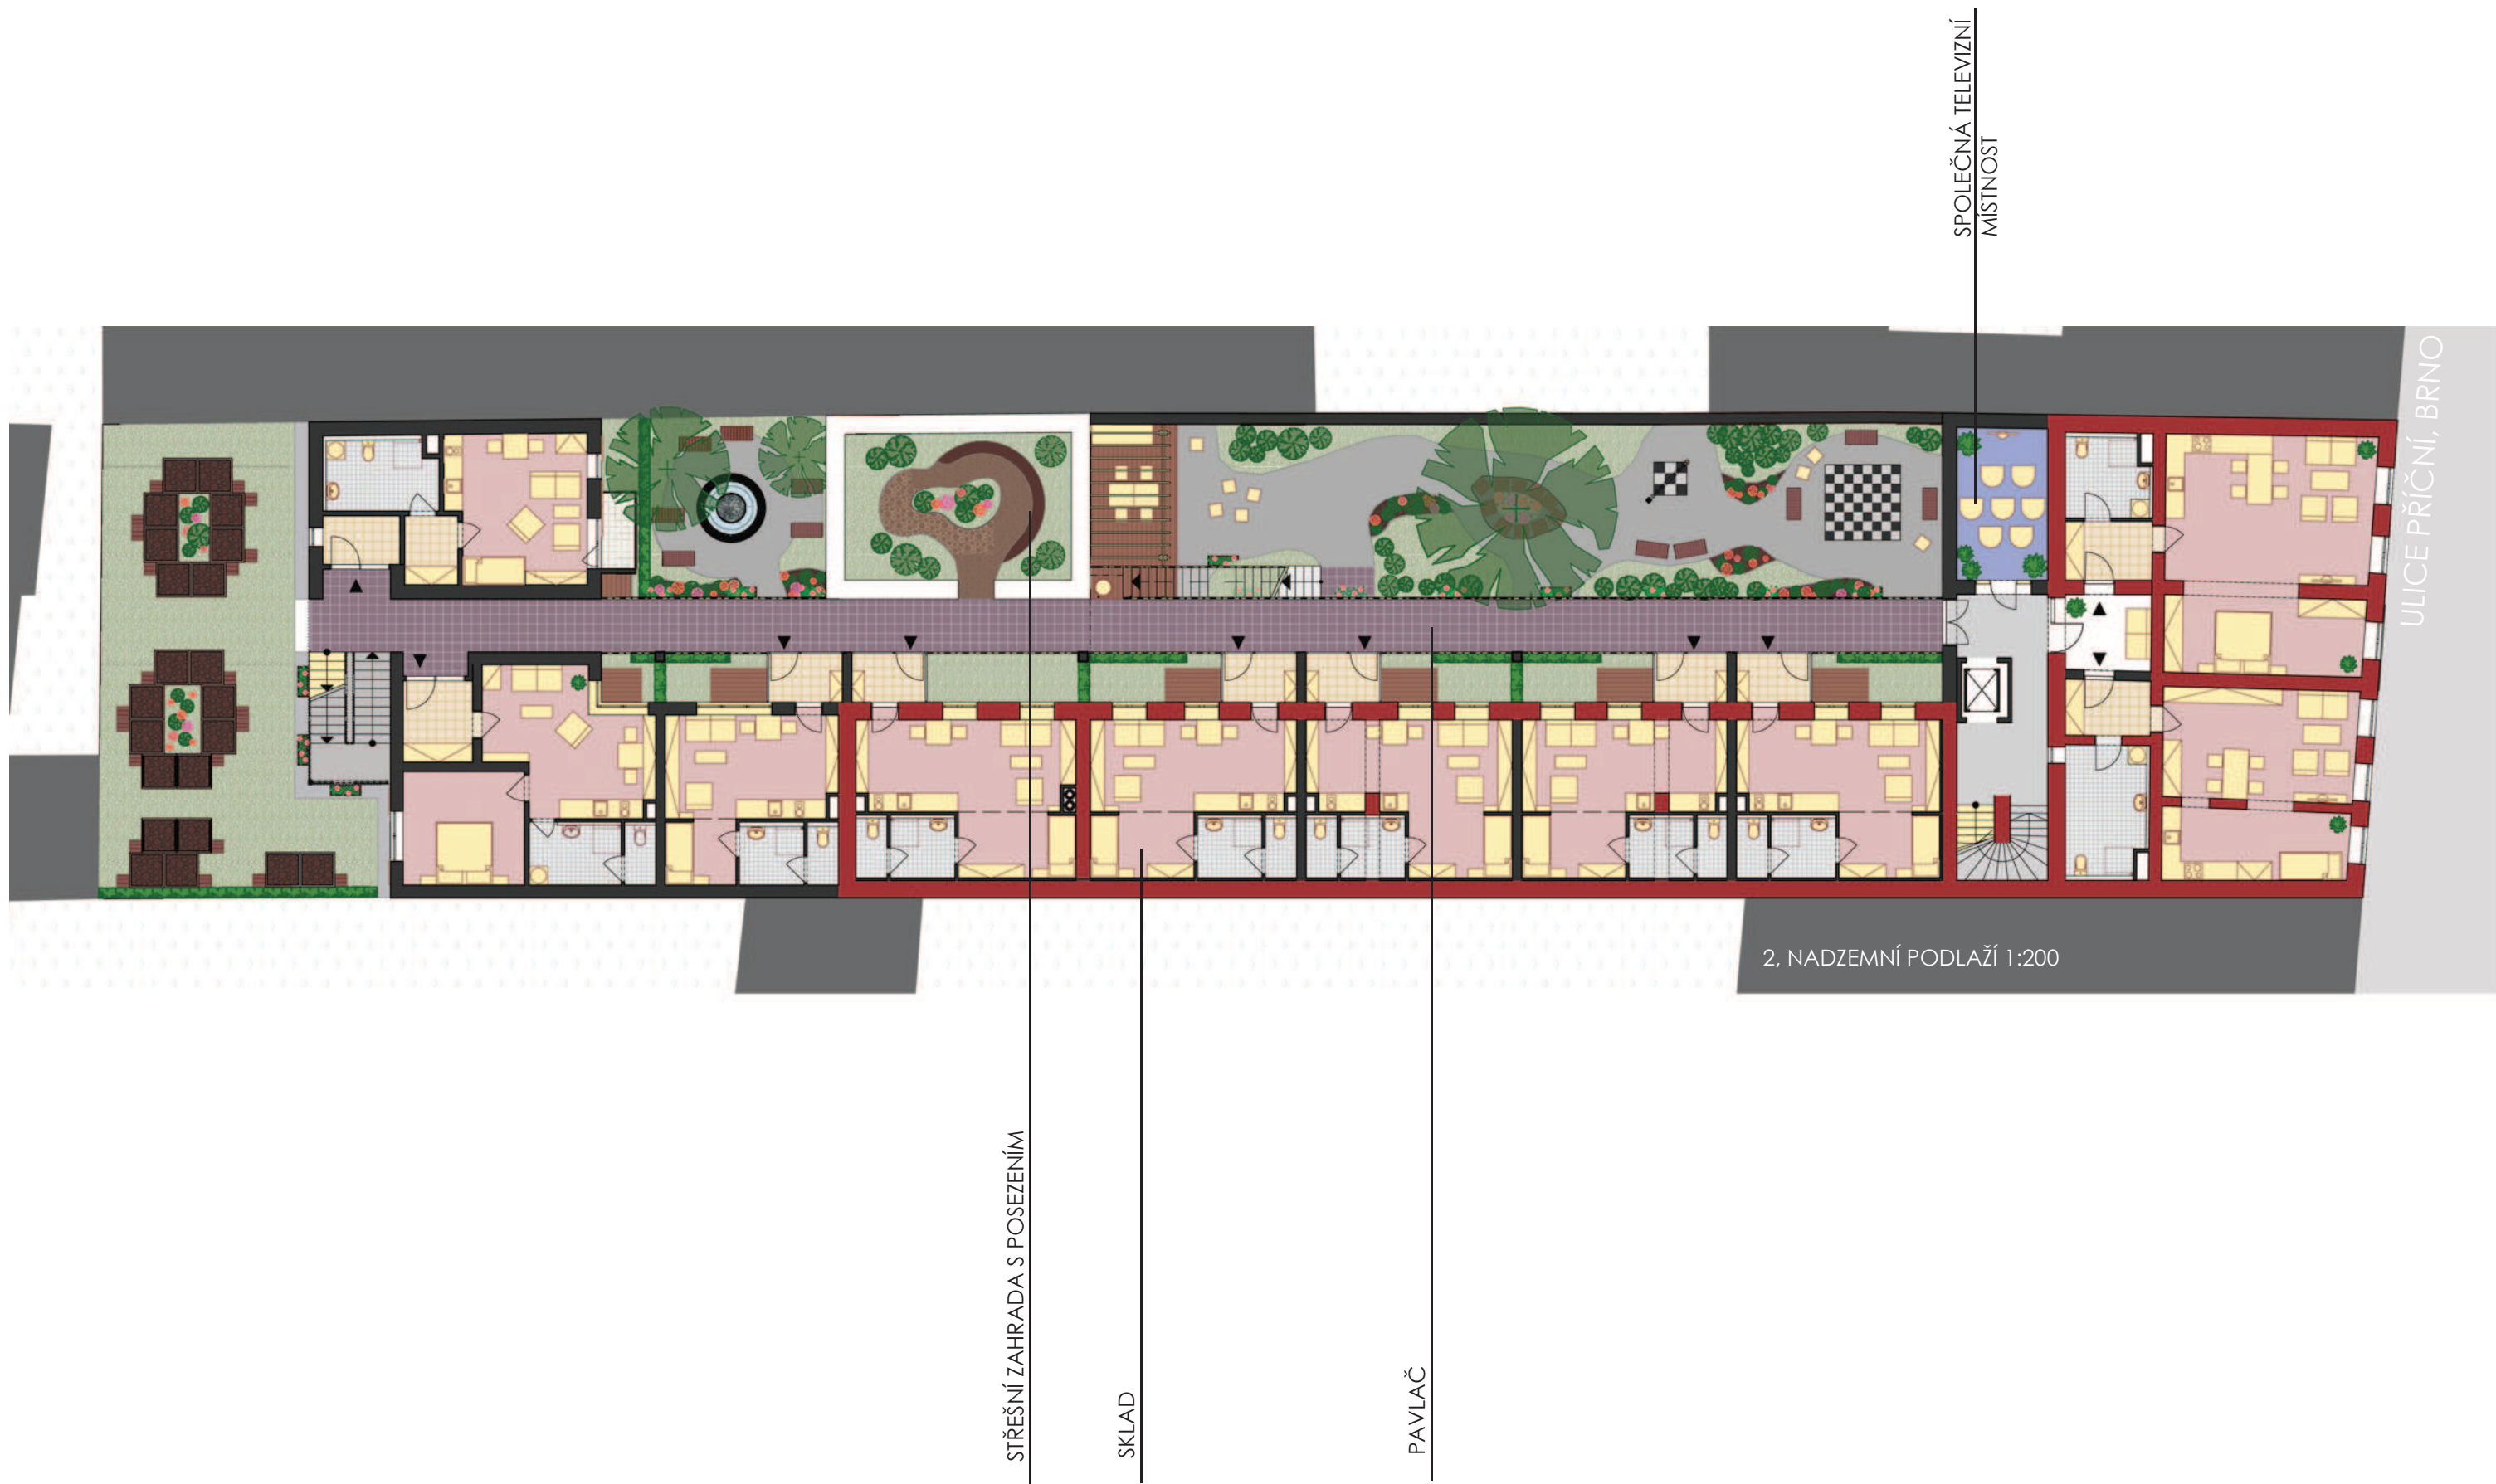 SPOLEČNÁ TELEVIZNÍ
MÍSTNOST
ULICE PŘÍČNÍ, BRNO
2, NADZEMNÍ PODLAŽÍ 1:200
STŘEŠNÍ ZAHRADA S POSEZENÍM
SKLAD
PAVLAČ